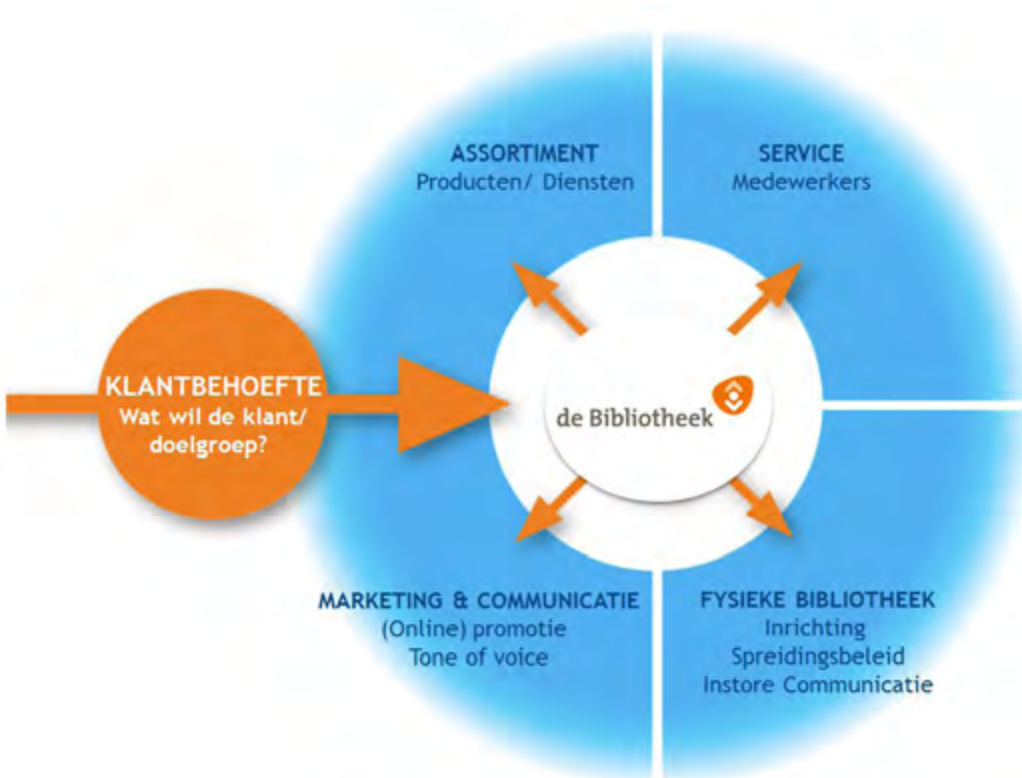 ASSORTIMENT
Producten/ Diensten
SERVICE
Medewerkers
KLANTBEHOEFTE
Wat wil de klant/
doelgroep?
de Bibliotheek
MARKETING & COMMUNICATIE
(Online) promotie
Tone of voice
FYSIEKE BIBLIOTHEEK
Inrichting
Spreidingsbeleid
Instore Communicatie